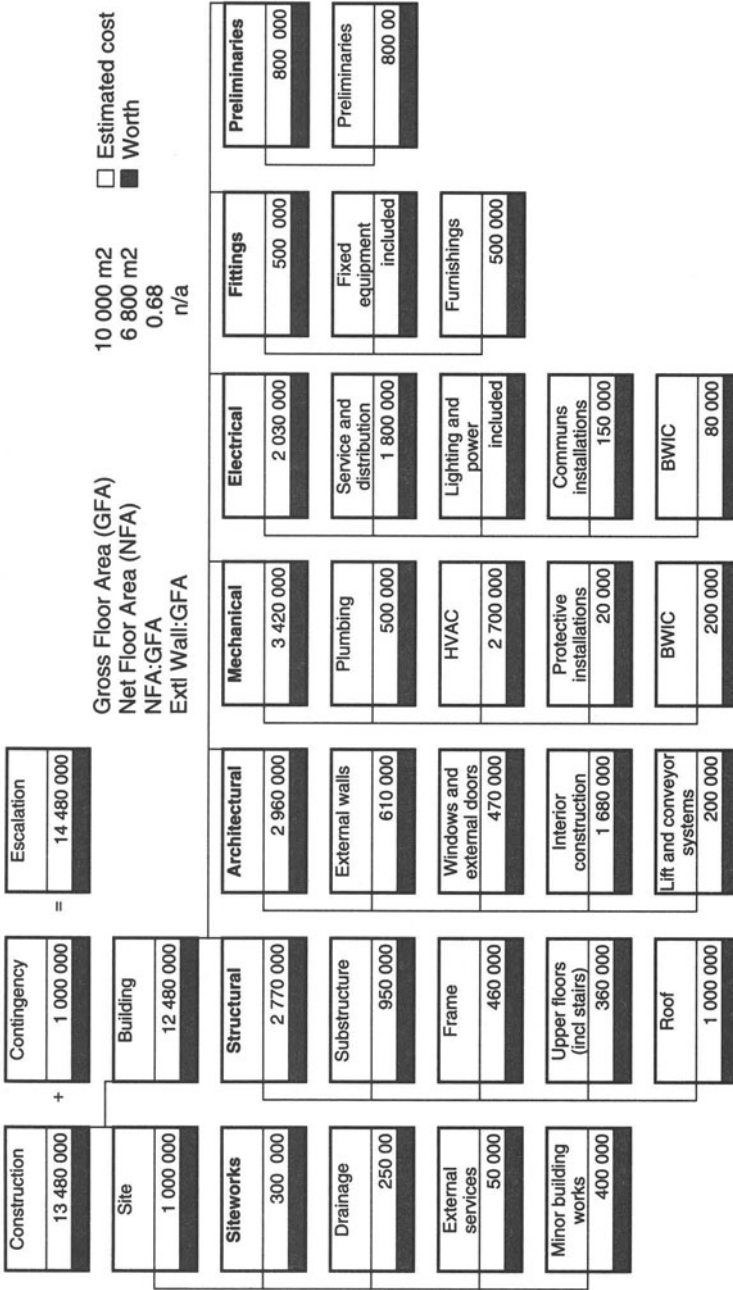 Construction
13 480 000
+
Contingency
1 000 000
=
Escalation
14 480 000
Gross Floor Area (GFA) 10 000 m2
Net Floor Area (NFA) 6 800 m2
NFA:GFA 0.68
Extl Wall:GFA n/a
Estimated cost
Worth
Site
1 000 000
Building
12 480 000
Siteworks
300 000
Drainage
250 00
External
services
50 000
Minor building
works
400 000
Structural
2 770 000
Substructure
950 000
Frame
460 000
Upper floors
(incl stairs)
360 000
Roof
1 000 000
Architectural
2 960 000
External walls
610 000
Windows and
external doors
470 000
Interior
construction
1 680 000
Lift and conveyor
systems
200 000
Mechanical
3 420 000
Plumbing
500 000
HVAC
2 700 000
Protective
installations
20 000
BWIC
200 000
Electrical
2 030 000
Service and
distribution
1 800 000
Lighting and
power
included
Communs
installations
150 000
BWIC
80 000
Fittings
500 000
Fixed
equipment
included
Furnishings
500 000
Preliminaries
800 000
Preliminaries
800 00